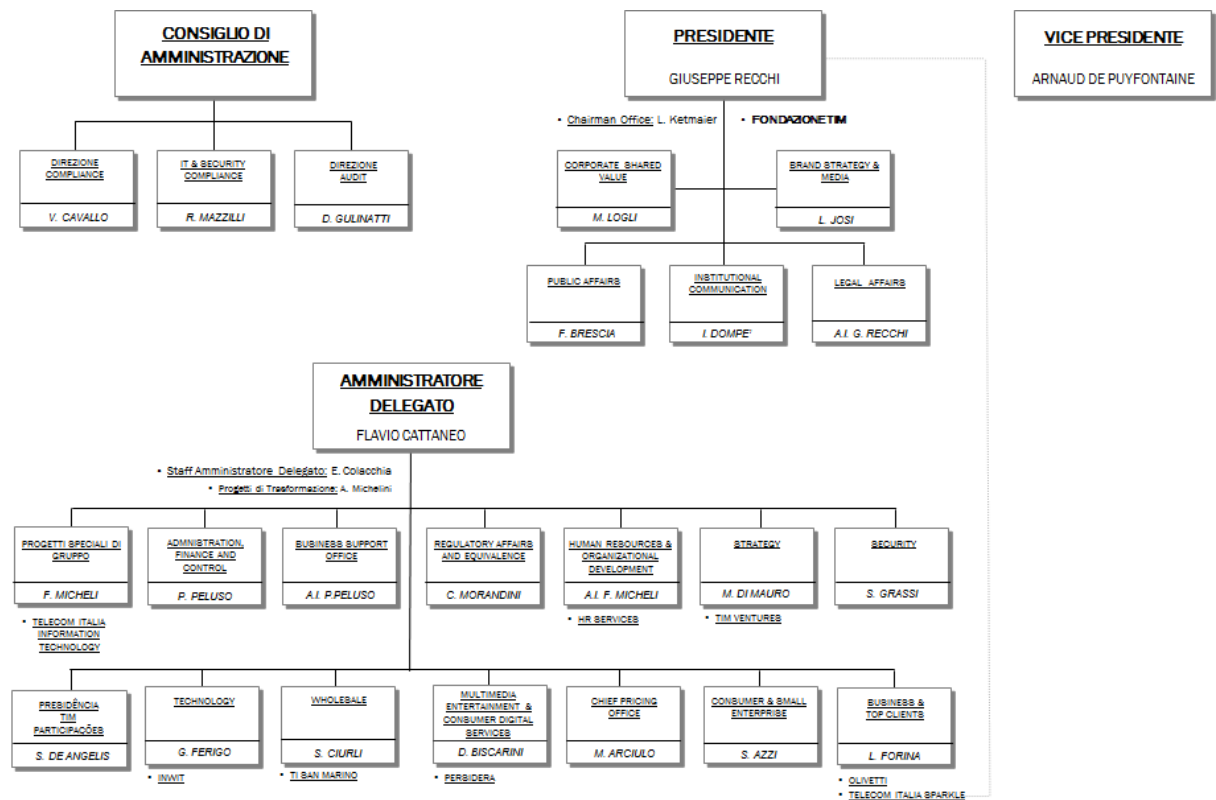 CONSIGLIO DI
AMMINISTRAZIONE
PRESIDENTE
GIUSEPPE RECCHI
VICE PRESIDENTE
ARNAUD DE PUYFONTAINE
• Chairman Office: L. Ketmaier
• FONDAZIONE TIM
DIREZIONE
COMPLIANCE
V. CAVALLO
IT & SECURITY
COMPLIANCE
R. MAZZILLI
DIREZIONE
AUDIT
D. GULINATTI
CORPORATE SHARED
VALUE
M. LOGLI
BRAND STRATEGY &
MEDIA
L. JOSI
PUBLIC AFFAIRS
F. BRESCIA
INSTITUTIONAL
COMMUNICATION
I. DOMPE'
LEGAL AFFAIRS
A.I. G. RECCHI
AMMINISTRATORE
DELEGATO
FLAVIO CATTANEO
• Staff Amministratore Delegato: E. Colacchia
• Progetti di Trasformazione: A. Michelini
PROGETTI SPECIALI DI
GRUPPO
F. MICHELI
• TELECOM ITALIA
INFORMATION
TECHNOLOGY
ADMNISTRATION,
FINANCE AND
CONTROL
P. PELUSO
BUSINESS SUPPORT
OFFICE
A.I. P.PELUSO
REGULATORY AFFAIRS
AND EQUIVALENCE
C. MORANDINI
HUMAN RESOURCES &
ORGANIZATIONAL
DEVELOPMENT
A.I. F. MICHELI
• HR SERVICES
STRATEGY
M. DI MAURO
• TIM VENTURES
SECURITY
S. GRASSI
PRESIDÊNCIA
TIM
PARTICIPAÇÕES
S. DE ANGELIS
TECHNOLOGY
G. FERIGO
• INWIT
WHOLESALE
S. CIURLI
• TI SAN MARINO
MULTIMEDIA
ENTERTAINMENT &
CONSUMER DIGITAL
SERVICES
D. BISCARINI
• PERSIDERA
CHIEF PRICING
OFFICE
M. ARCIULO
CONSUMER & SMALL
ENTERPRISE
S. AZZI
BUSINESS &
TOP CLIENTS
L. FORINA
• OLIVETTI
• TELECOM ITALIA SPARKLE